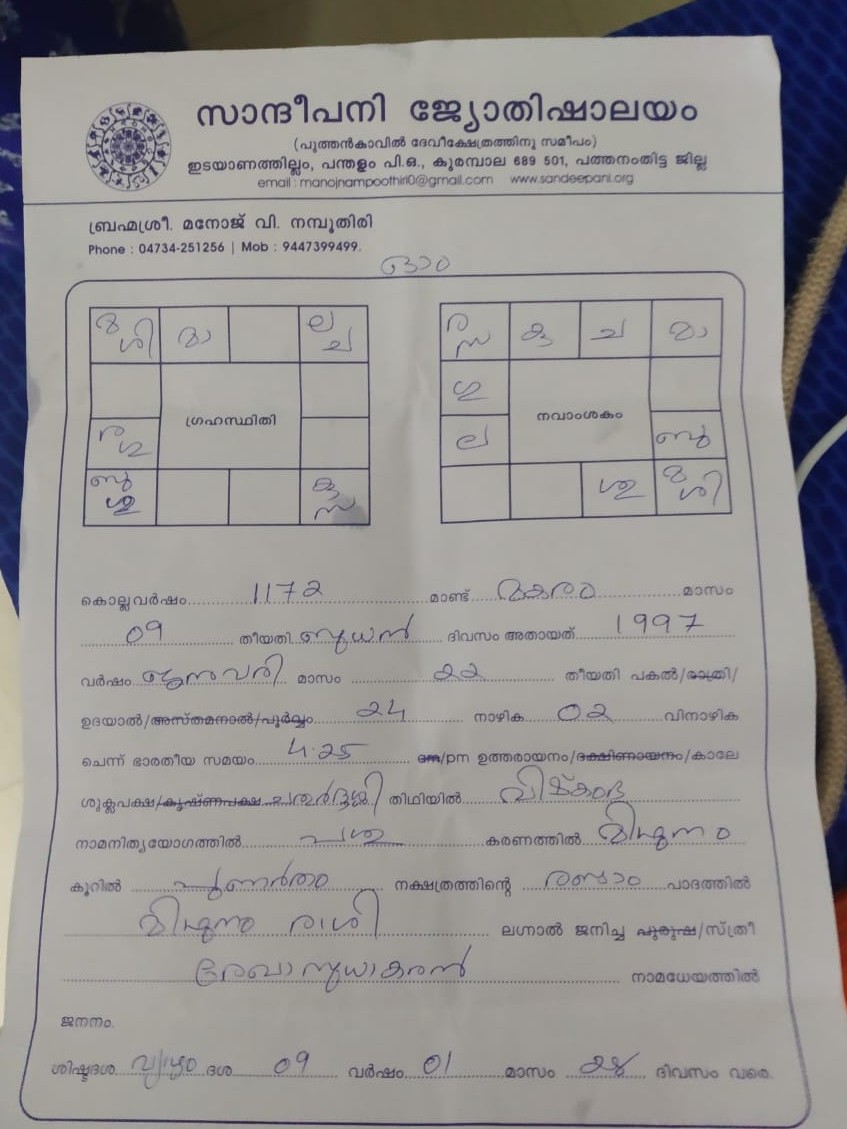 സാന്ദീപനി ജ്യോതിഷാലയം
(പുത്തൻകാവിൽ ദേവീക്ഷേത്രത്തിനു സമീപം)
ഇടയാണത്തില്ലം, പന്തളം പി.ഒ., കുരമ്പാല 689 501, പത്തനംതിട്ട ജില്ല
email : manojnampoothiri0@gmail.com www.sandeepani.org
ബ്രഹ്മശ്രീ. മനോജ് വി. നമ്പൂതിരി
Phone : 04734-251256 | Mob : 9447399499.
ഓം
മ ശി മാ ല ച
ര ഗു
ഗ്രഹസ്ഥിതി
ബു ശു കു സ
ര സ കു ച മാ
ഗു
നവാംശകം
ല ബു
ശു മ ശി
കൊല്ലവർഷം 1172 മാണ്ട് മകരം മാസം
09 തീയതി ബുധൻ ദിവസം അതായത് 1997
വർഷം ജനുവരി മാസം 22 തീയതി പകൽ/രാത്രി/
ഉദയാൽ/അസ്തമനാൽ/പൂർവ്വം 24 നാഴിക 02 വിനാഴിക
ചെന്ന് ഭാരതീയ സമയം 4.25 am/pm ഉത്തരായനം/ദക്ഷിണായനം/കാലേ
ശുക്ലപക്ഷ/കൃഷ്ണപക്ഷ ചതുർദ്ദശി തിഥിയിൽ വിഷ്കംഭ
നാമനിത്യയോഗത്തിൽ പശു കരണത്തിൽ മിഥുനം
കൂറിൽ പുണർതം നക്ഷത്രത്തിന്റെ രണ്ടാം പാദത്തിൽ
മിഥുനം രാശി ലഗ്നാൽ ജനിച്ച പുരുഷ/സ്ത്രീ
രേഖാ സുധാകരൻ നാമധേയത്തിൽ
ജനനം.
ശിഷ്ടദശ വ്യാഴം ദശ 09 വർഷം 01 മാസം 28 ദിവസം വരെ.